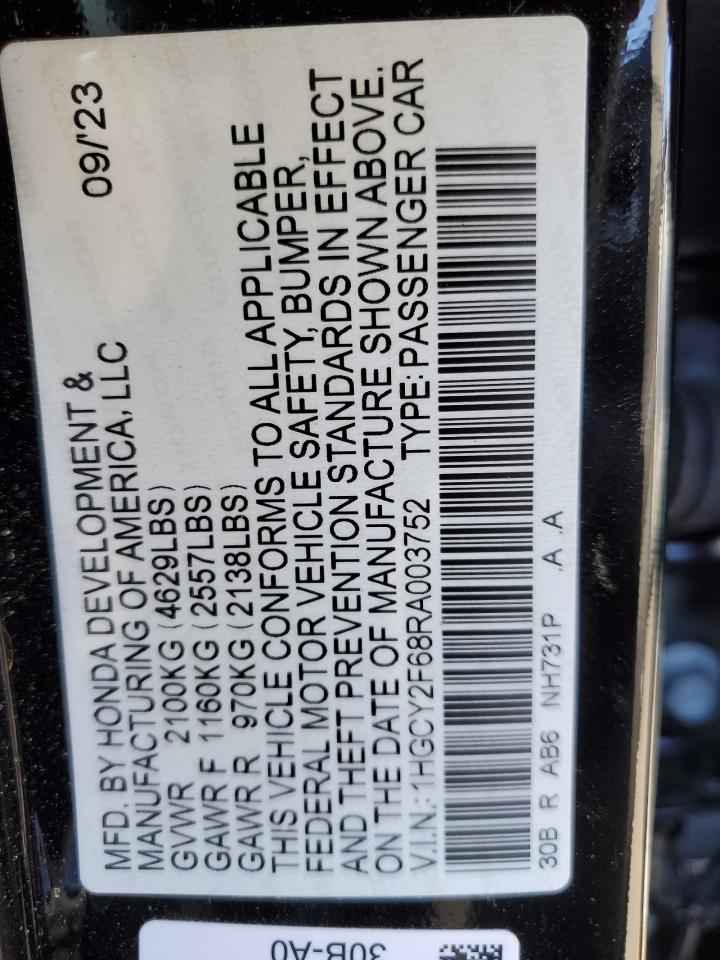 MFD. BY HONDA DEVELOPMENT & 09/'23
MANUFACTURING OF AMERICA, LLC
GVWR 2100KG (4629LBS)
GAWR F 1160KG (2557LBS)
GAWR R 970KG (2138LBS)
THIS VEHICLE CONFORMS TO ALL APPLICABLE
FEDERAL MOTOR VEHICLE SAFETY, BUMPER,
AND THEFT PREVENTION STANDARDS IN EFFECT
ON THE DATE OF MANUFACTURE SHOWN ABOVE.
V.I.N.: 1HGCY2F68RA003752 TYPE: PASSENGER CAR
30B R AB6 NH731P .A .A
30B-A0